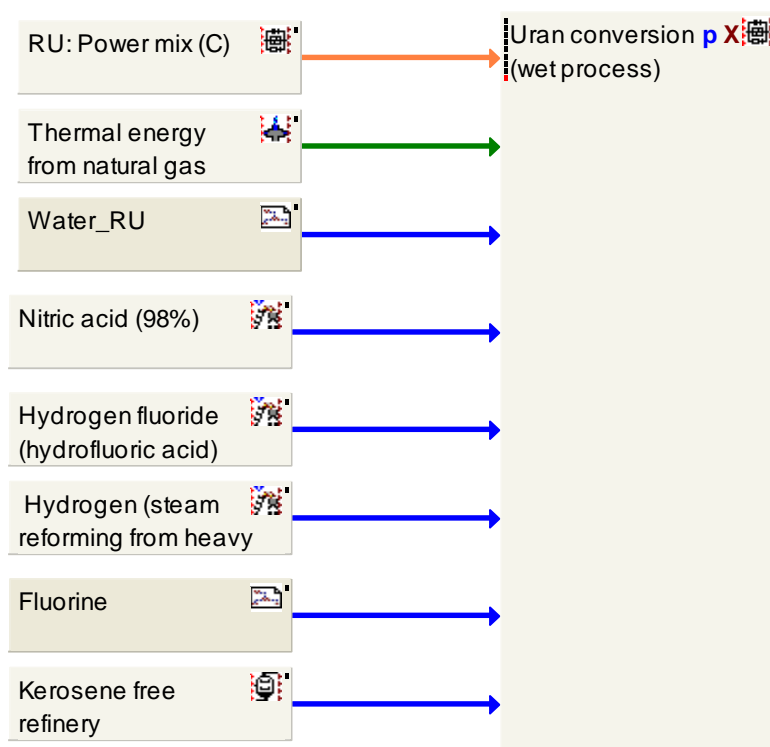 RU: Power mix (C)
Uran conversion p X
(wet process)
Thermal energy
from natural gas
Water_RU
Nitric acid (98%)
Hydrogen fluoride
(hydrofluoric acid)
Hydrogen (steam
reforming from heavy
Fluorine
Kerosene free
refinery